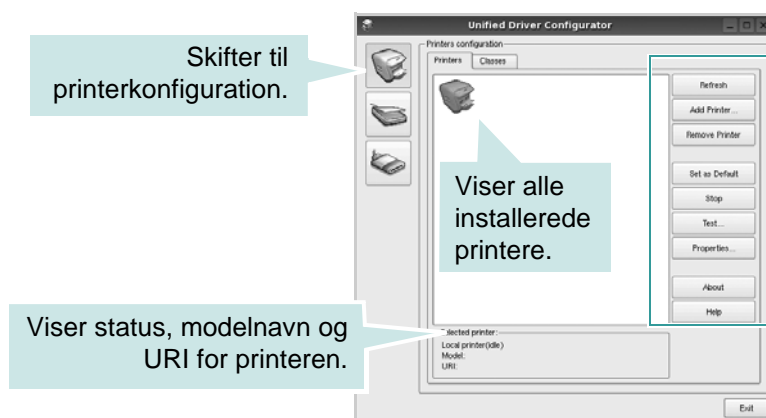 Unified Driver Configurator
Skifter til
printerkonfiguration.
Printers configuration
Printers
Classes
Refresh
Add Printer...
Remove Printer
Set as Default
Stop
Test...
Properties...
About
Help
Viser alle
installerede
printere.
Viser status, modelnavn og
URI for printeren.
Selected printer:
Local printer(idle)
Model:
URI:
Exit